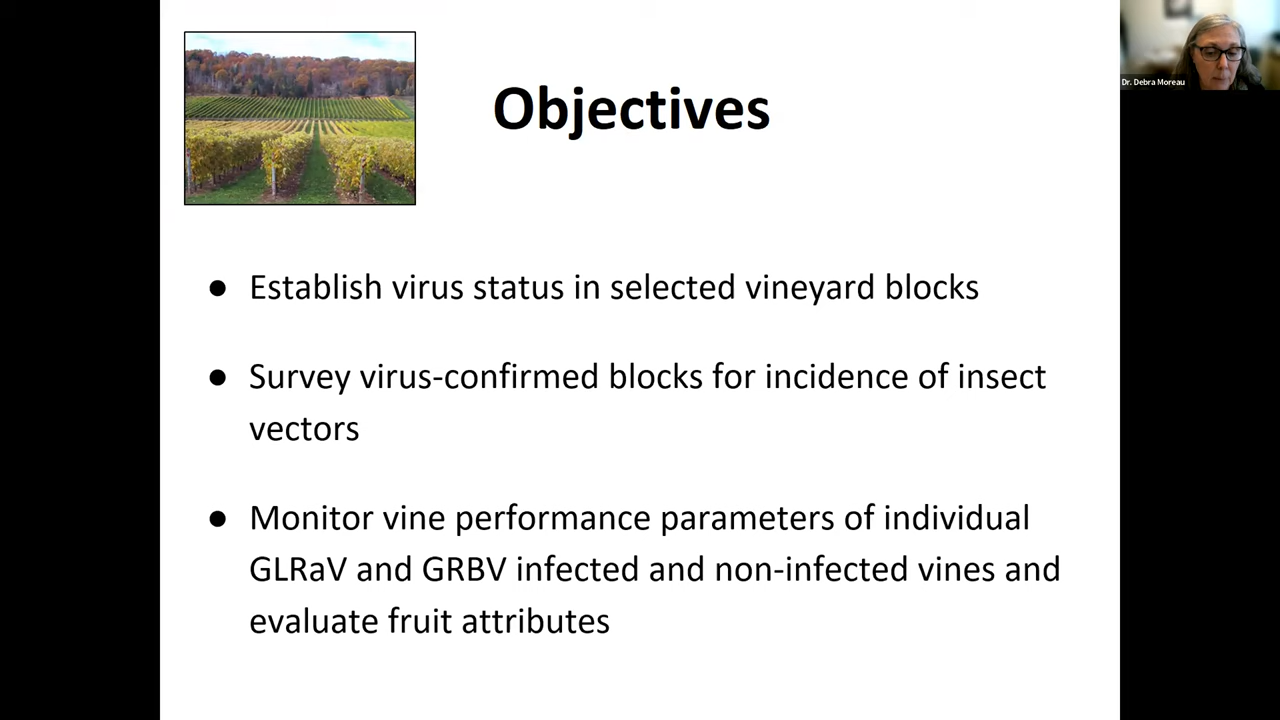 Objectives
Dr. Debra Moreau
● Establish virus status in selected vineyard blocks
● Survey virus-confirmed blocks for incidence of insect
vectors
● Monitor vine performance parameters of individual
GLRaV and GRBV infected and non-infected vines and
evaluate fruit attributes